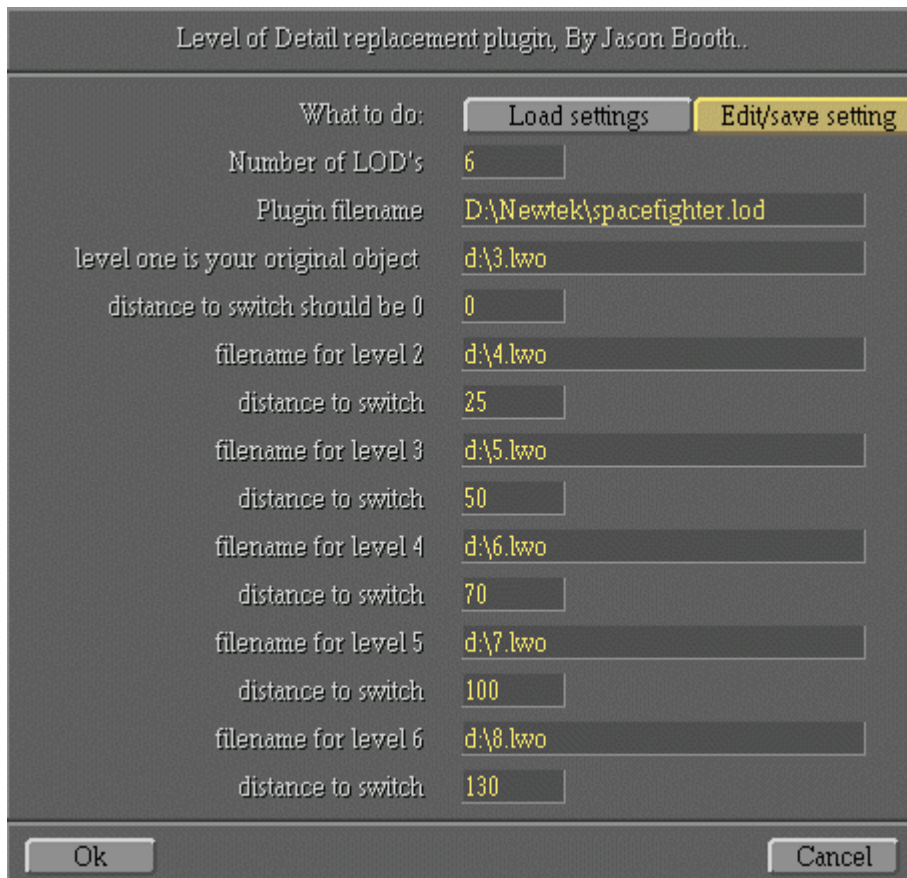 Level of Detail replacement plugin, By Jason Booth..
What to do: Load settings Edit/save setting
Number of LOD's 6
Plugin filename D:\Newtek\spacefighter.lod
level one is your original object d:\3.lwo
distance to switch should be 0 0
filename for level 2 d:\4.lwo
distance to switch 25
filename for level 3 d:\5.lwo
distance to switch 50
filename for level 4 d:\6.lwo
distance to switch 70
filename for level 5 d:\7.lwo
distance to switch 100
filename for level 6 d:\8.lwo
distance to switch 130
Ok Cancel